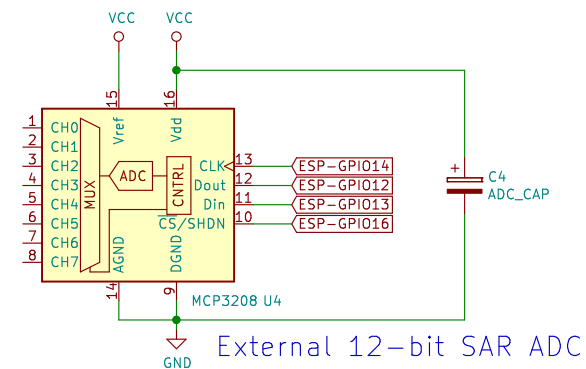 VCC VCC
15 16
Vref Vdd
1 CH0
2 CH1
3 CH2
4 CH3
5 CH4
6 CH5
7 CH6
8 CH7
MUX
ADC
CNTRL
CLK 13 ESP-GPIO14
Dout 12 ESP-GPIO12
Din 11 ESP-GPIO13
CS/SHDN 10 ESP-GPIO16
AGND DGND
14 9
MCP3208 U4
+
C4
ADC_CAP
GND
External 12-bit SAR ADC